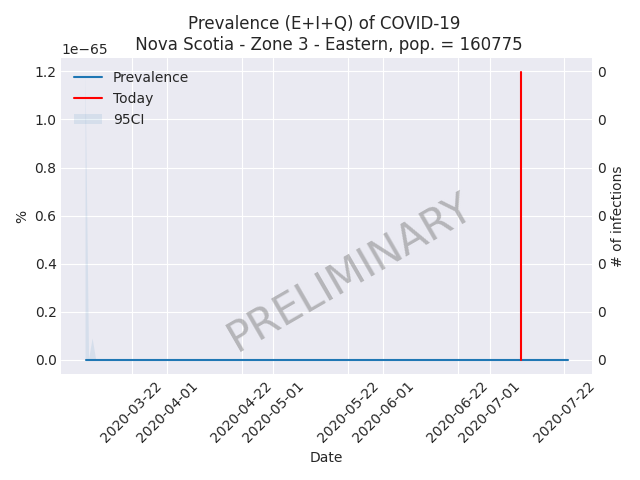 Prevalence (E+I+Q) of COVID-19
Nova Scotia - Zone 3 - Eastern, pop. = 160775
1e−65
Prevalence
Today
95CI
1.2
1.0
0.8
0.6
0.4
0.2
0.0
%
0
0
0
0
0
0
0
# of infections
PRELIMINARY
2020-03-22
2020-04-01
2020-04-22
2020-05-01
2020-05-22
2020-06-01
2020-06-22
2020-07-01
2020-07-22
Date